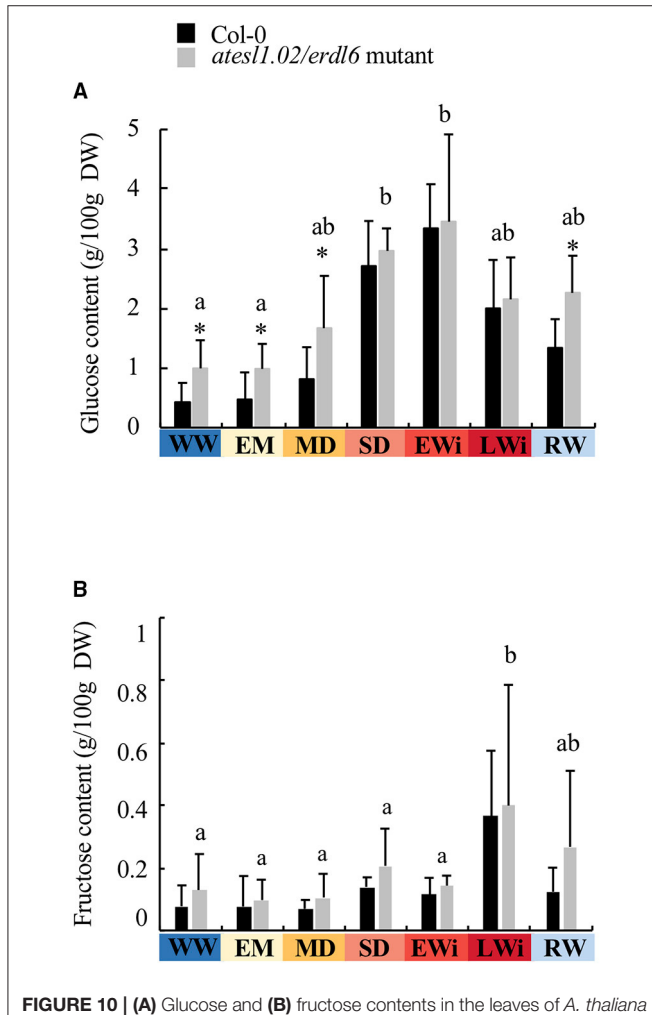 Col-0
atesl1.02/erdl6 mutant
A
Glucose content (g/100g DW)
5
4
3
2
1
0
a
*
a
*
ab
*
b
b
ab
ab
*
WW EM MD SD EWi LWi RW
B
Fructose content (g/100g DW)
1
0.8
0.6
0.4
0.2
0
a
a
a
a
a
b
ab
WW EM MD SD EWi LWi RW
FIGURE 10 | (A) Glucose and (B) fructose contents in the leaves of A. thaliana